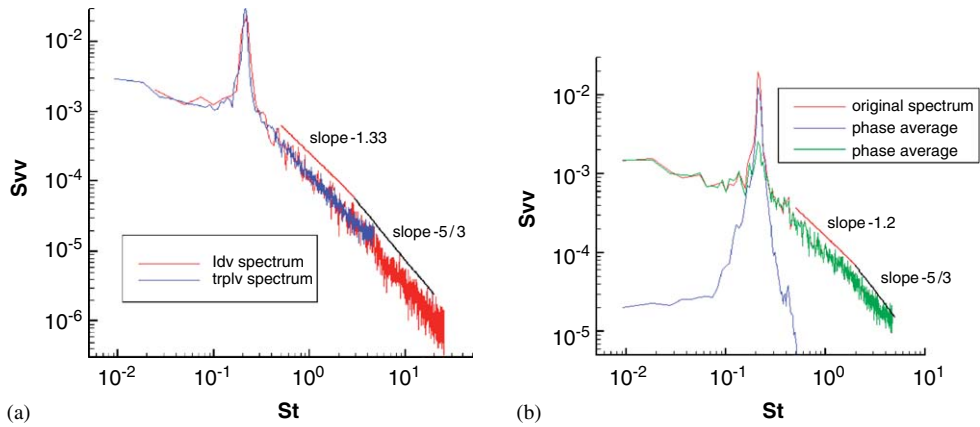 10^-2
10^-3
10^-4
10^-5
10^-6
Svv
slope -1.33
slope -5/3
ldv spectrum
trplv spectrum
10^-2 10^-1 10^0 10^1
St
(a)
10^-2
10^-3
10^-4
10^-5
Svv
original spectrum
phase average
phase average
slope -1.2
slope -5/3
10^-2 10^-1 10^0 10^1
St
(b)